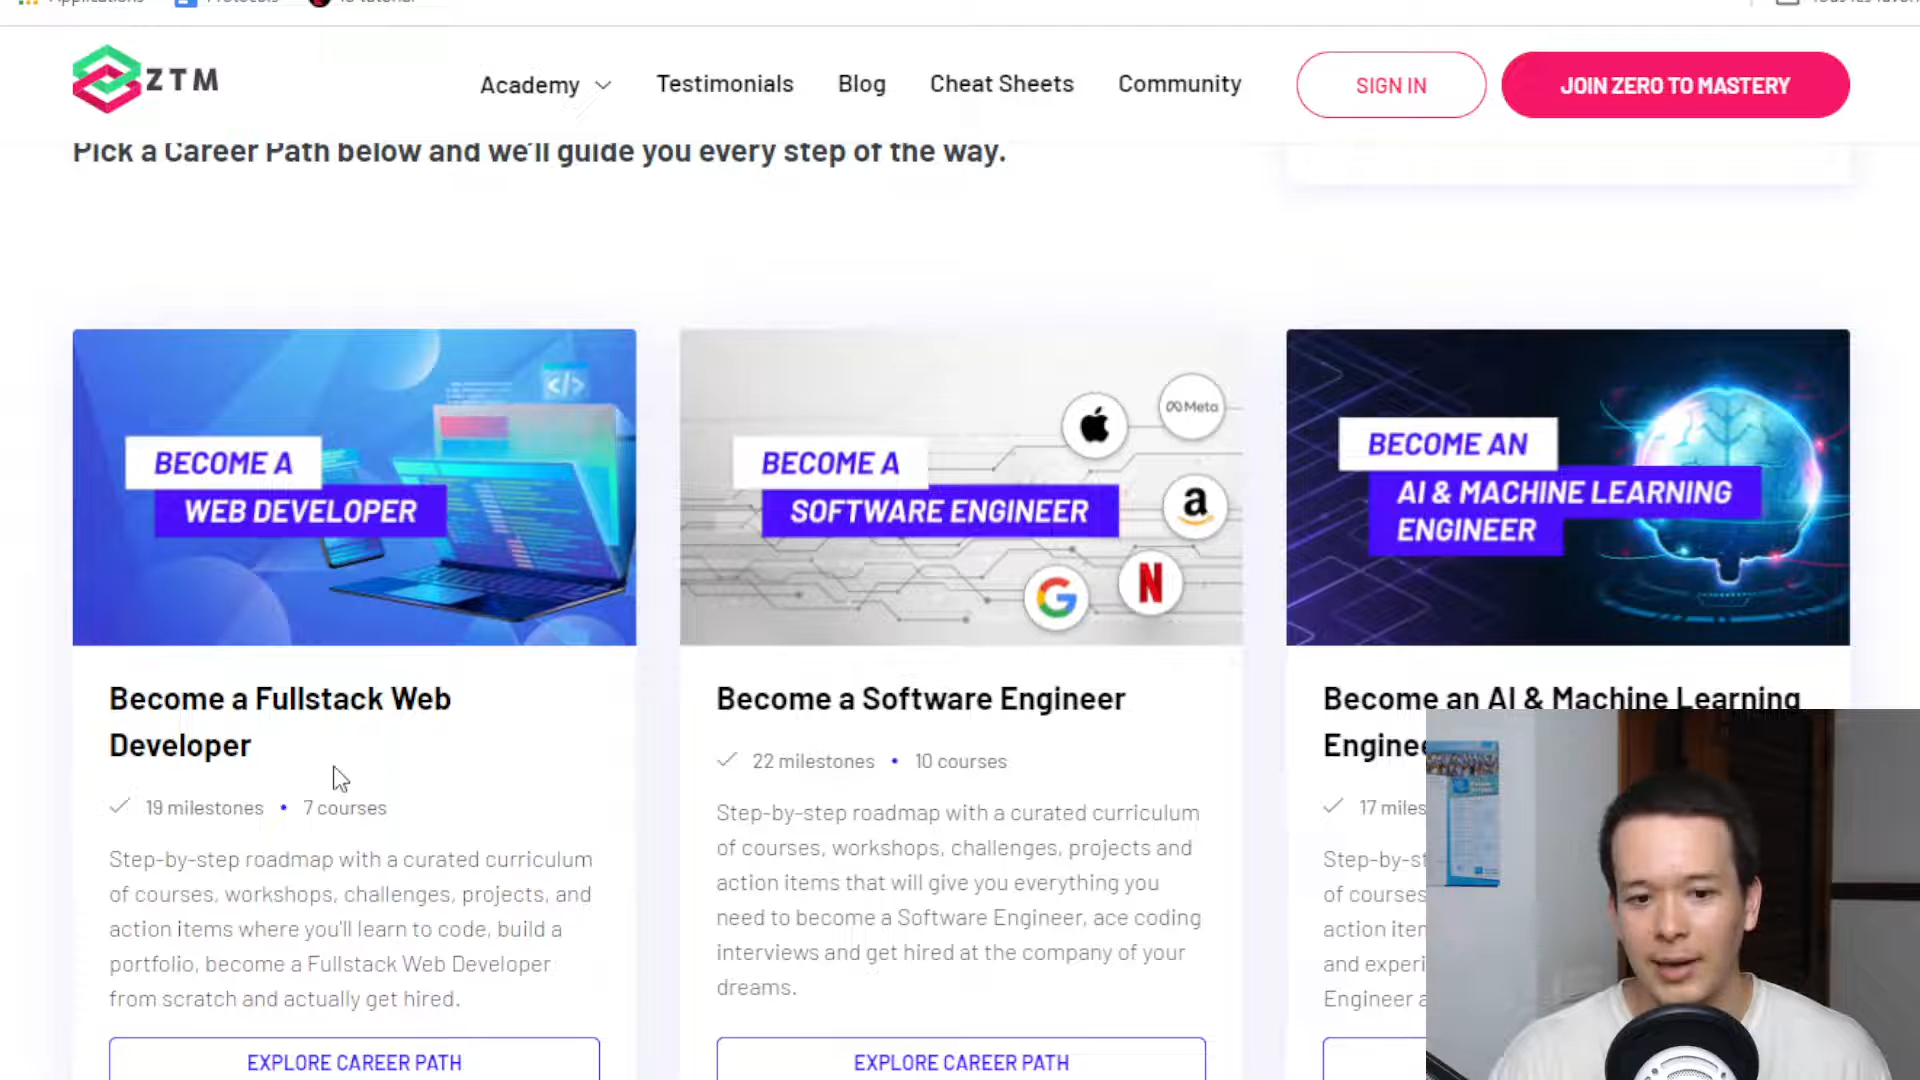 Applications
Protocols
ZTM
Academy
Testimonials
Blog
Cheat Sheets
Community
SIGN IN
JOIN ZERO TO MASTERY
Pick a Career Path below and we'll guide you every step of the way.
BECOME A
WEB DEVELOPER
</>
BECOME A
SOFTWARE ENGINEER
Meta
a
G
N
BECOME AN
AI & MACHINE LEARNING
ENGINEER
Become a Fullstack Web
Developer
19 milestones • 7 courses
Step-by-step roadmap with a curated curriculum
of courses, workshops, challenges, projects, and
action items where you'll learn to code, build a
portfolio, become a Fullstack Web Developer
from scratch and actually get hired.
EXPLORE CAREER PATH
Become a Software Engineer
22 milestones • 10 courses
Step-by-step roadmap with a curated curriculum
of courses, workshops, challenges, projects and
action items that will give you everything you
need to become a Software Engineer, ace coding
interviews and get hired at the company of your
dreams.
EXPLORE CAREER PATH
Become an AI & Machine Learning
Enginee
17 miles
Step-by-st
of courses
action iter
and experi
Engineer a